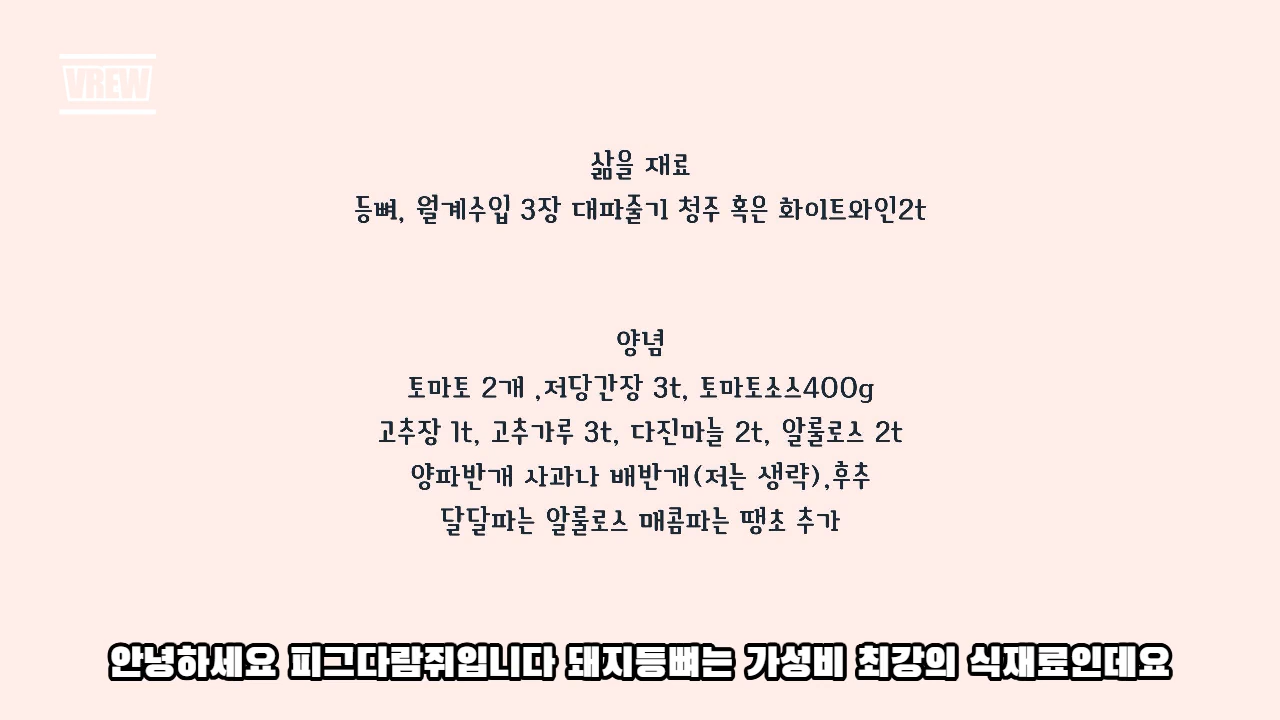 VREW
삶을 재료
등뼈, 월계수입 3장 대파줄기 청주 혹은 화이트와인2t
양념
토마토 2개 ,저당간장 3t, 토마토소스400g
고추장 1t, 고추가루 3t, 다진마늘 2t, 알룰로스 2t
양파반개 사과나 배반개(저는 생략),후추
달달파는 알룰로스 매콤파는 땡초 추가
안녕하세요 피그다람쥐입니다 돼지등뼈는 가성비 최강의 식재료인데요